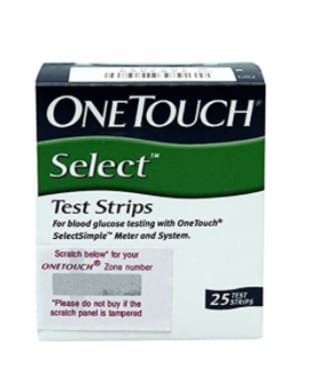 ONETOUCH®
Select™
Test Strips
For blood glucose testing with OneTouch®
SelectSimple™ Meter and System.
Scratch below* for your
ONETOUCH® Zone number
*Please do not buy if the
scratch panel is tampered
25 TEST
STRIPS